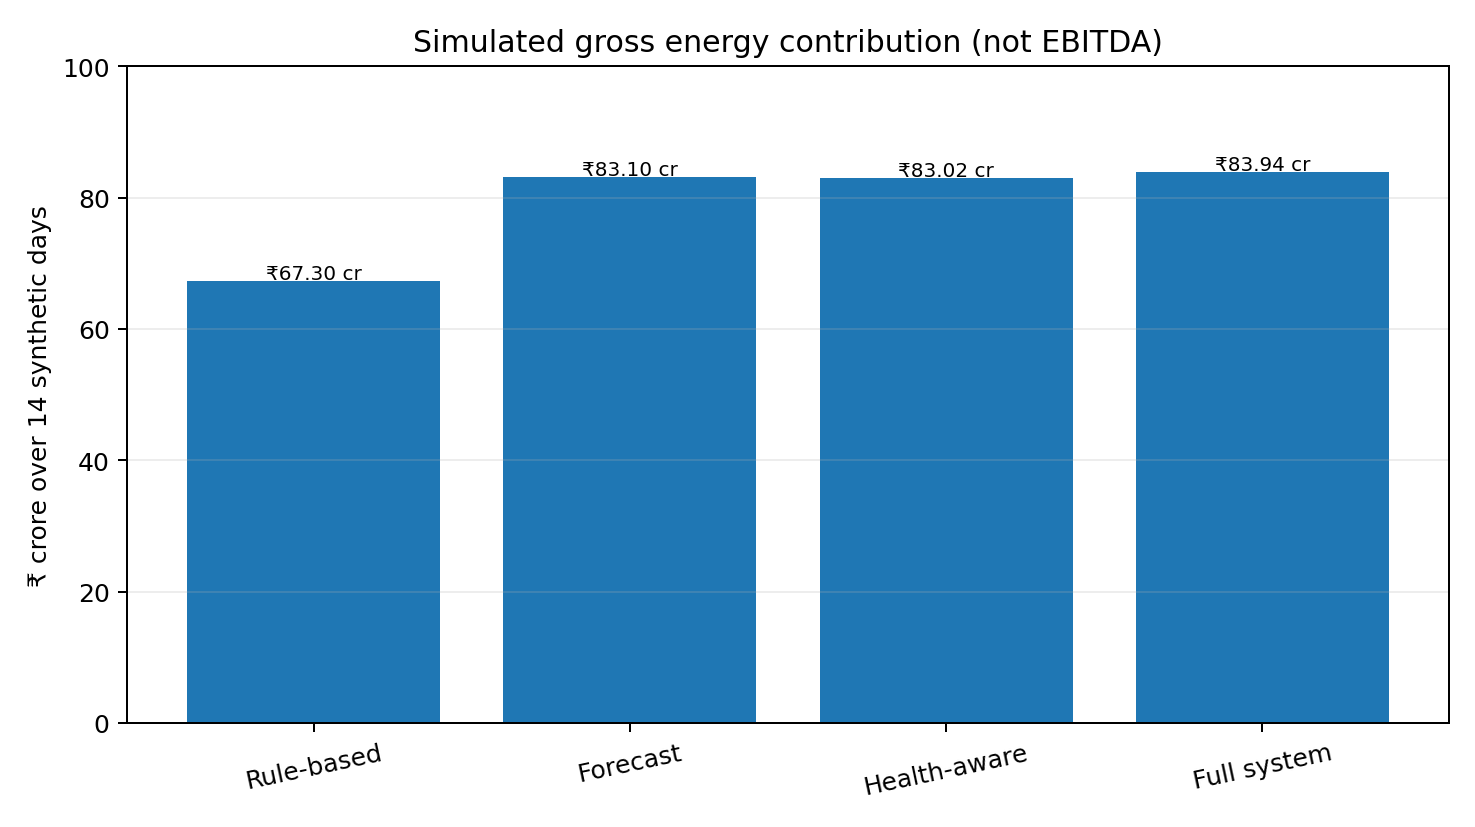 Simulated gross energy contribution (not EBITDA)
₹ crore over 14 synthetic days
100
80
60
40
20
0
₹67.30 cr
₹83.10 cr
₹83.02 cr
₹83.94 cr
Rule-based
Forecast
Health-aware
Full system